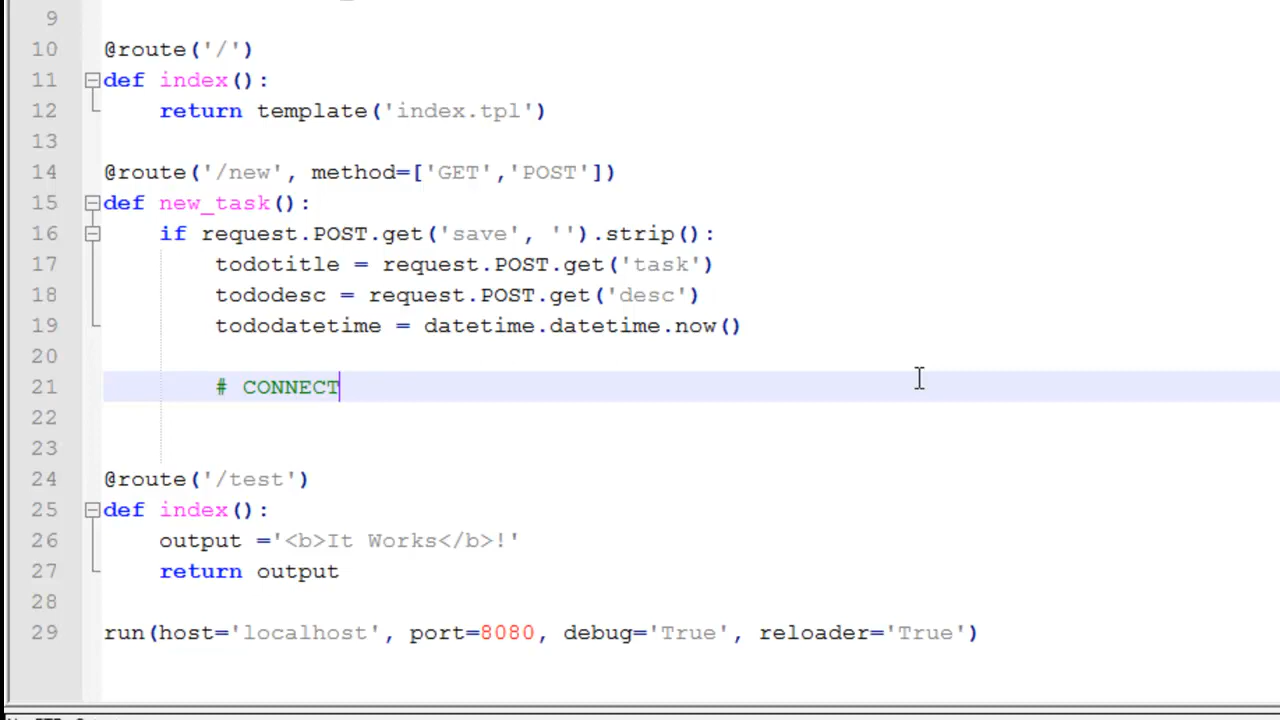 9
10 @route('/')
11 def index():
12 return template('index.tpl')
13
14 @route('/new', method=['GET','POST'])
15 def new_task():
16 if request.POST.get('save', '').strip():
17 todotitle = request.POST.get('task')
18 tododesc = request.POST.get('desc')
19 tododatetime = datetime.datetime.now()
20
21 # CONNECT
22
23
24 @route('/test')
25 def index():
26 output ='<b>It Works</b>!'
27 return output
28
29 run(host='localhost', port=8080, debug='True', reloader='True')